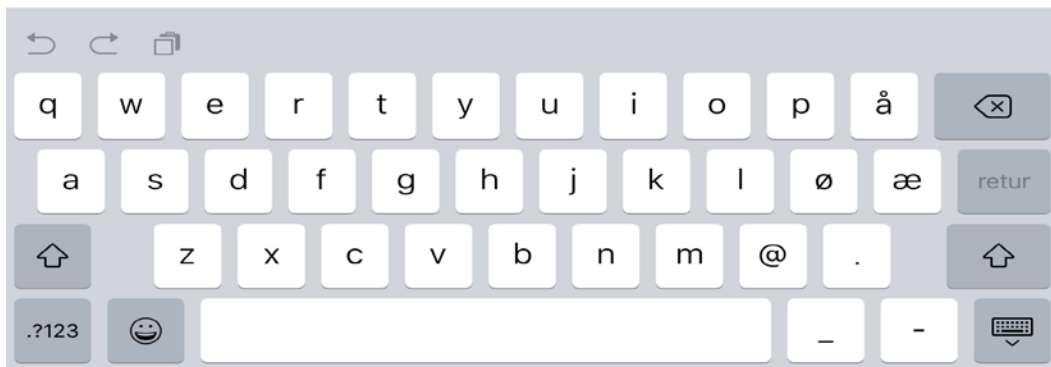 q w e r t y u i o p å
a s d f g h j k l ø æ retur
z x c v b n m @ .
.?123 _ -